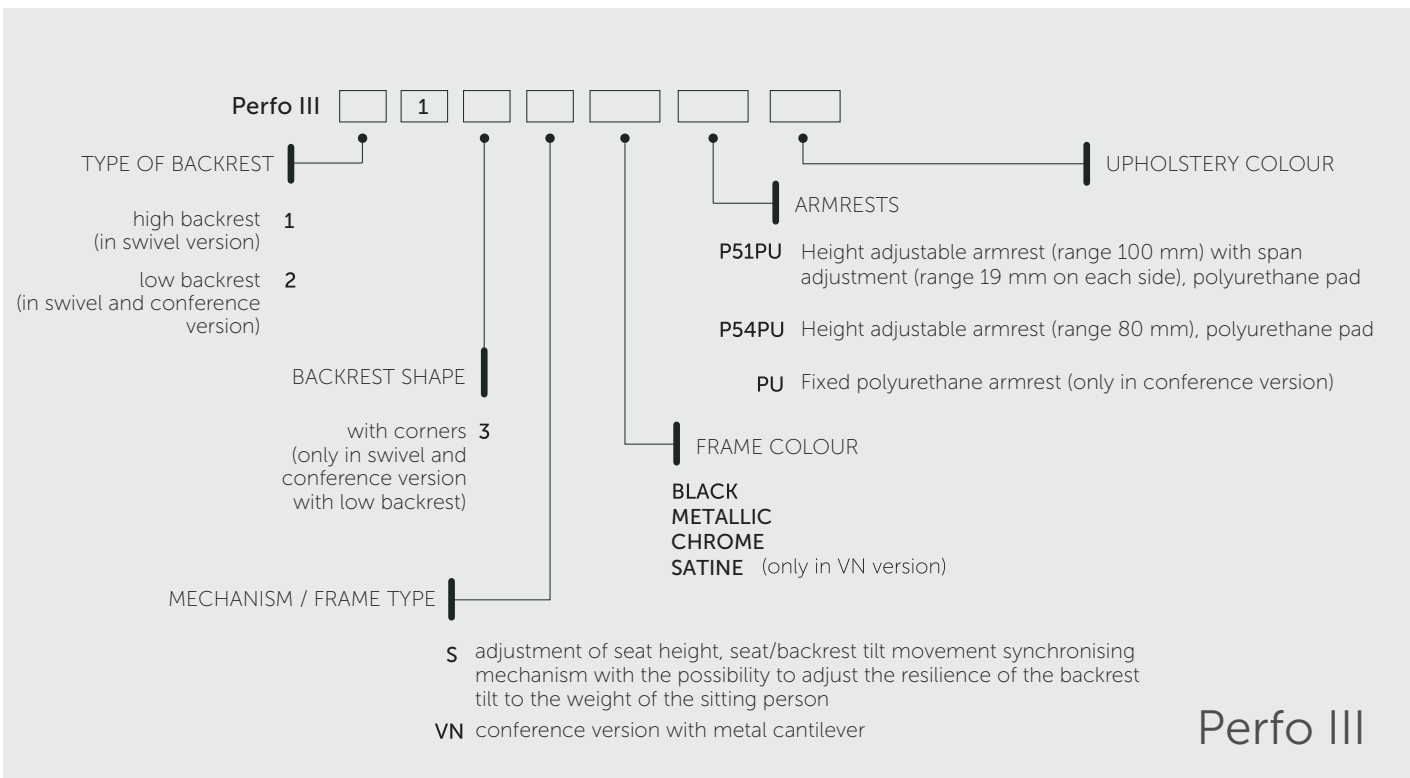 Perfo III 1
TYPE OF BACKREST
high backrest 1
(in swivel version)
low backrest 2
(in swivel and conference
version)
BACKREST SHAPE
with corners 3
(only in swivel and
conference version
with low backrest)
MECHANISM / FRAME TYPE
S adjustment of seat height, seat/backrest tilt movement synchronising
mechanism with the possibility to adjust the resilience of the backrest
tilt to the weight of the sitting person
VN conference version with metal cantilever
FRAME COLOUR
BLACK
METALLIC
CHROME
SATINE (only in VN version)
ARMRESTS
P51PU Height adjustable armrest (range 100 mm) with span
adjustment (range 19 mm on each side), polyurethane pad
P54PU Height adjustable armrest (range 80 mm), polyurethane pad
PU Fixed polyurethane armrest (only in conference version)
UPHOLSTERY COLOUR
Perfo III